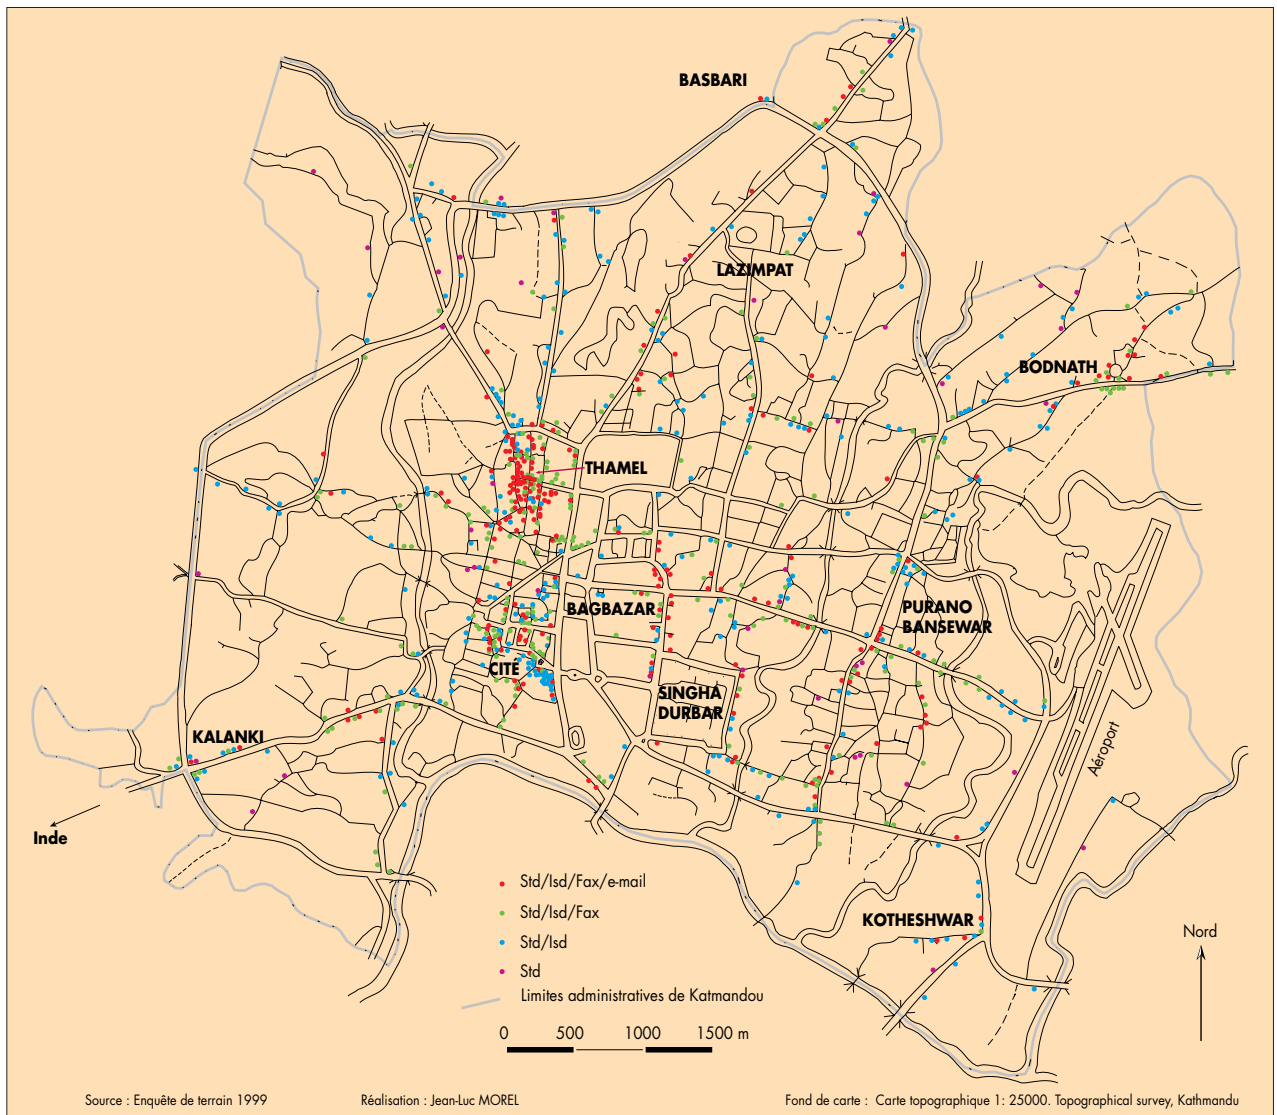 BASBARI
LAZIMPAT
BODNATH
THAMEL
BAGBAZAR
PURANO
BANSEWAR
CITÉ
SINGHA
DURBAR
KALANKI
Aéroport
Inde
Std/Isd/Fax/e-mail
Std/Isd/Fax
Std/Isd
Std
Limites administratives de Katmandou
KOTHESHWAR
Nord
0 500 1000 1500 m
Source : Enquête de terrain 1999 Réalisation : Jean-Luc MOREL Fond de carte : Carte topographique 1: 25000. Topographical survey, Kathmandu